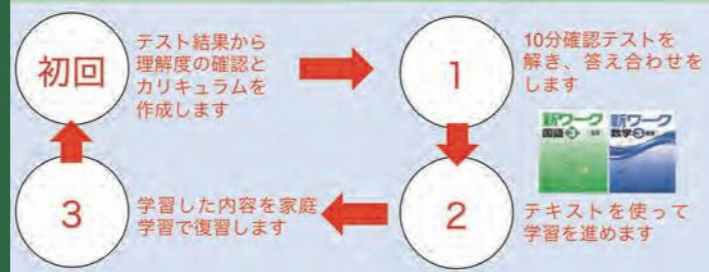 初回
テスト結果から
理解度の確認と
カリキュラムを
作成します
1
10分確認テストを
解き、答え合わせを
します
新ワーク
国語3
新ワーク
数学3
2
テキストを使って
学習を進めます
3
学習した内容を家庭
学習で復習します